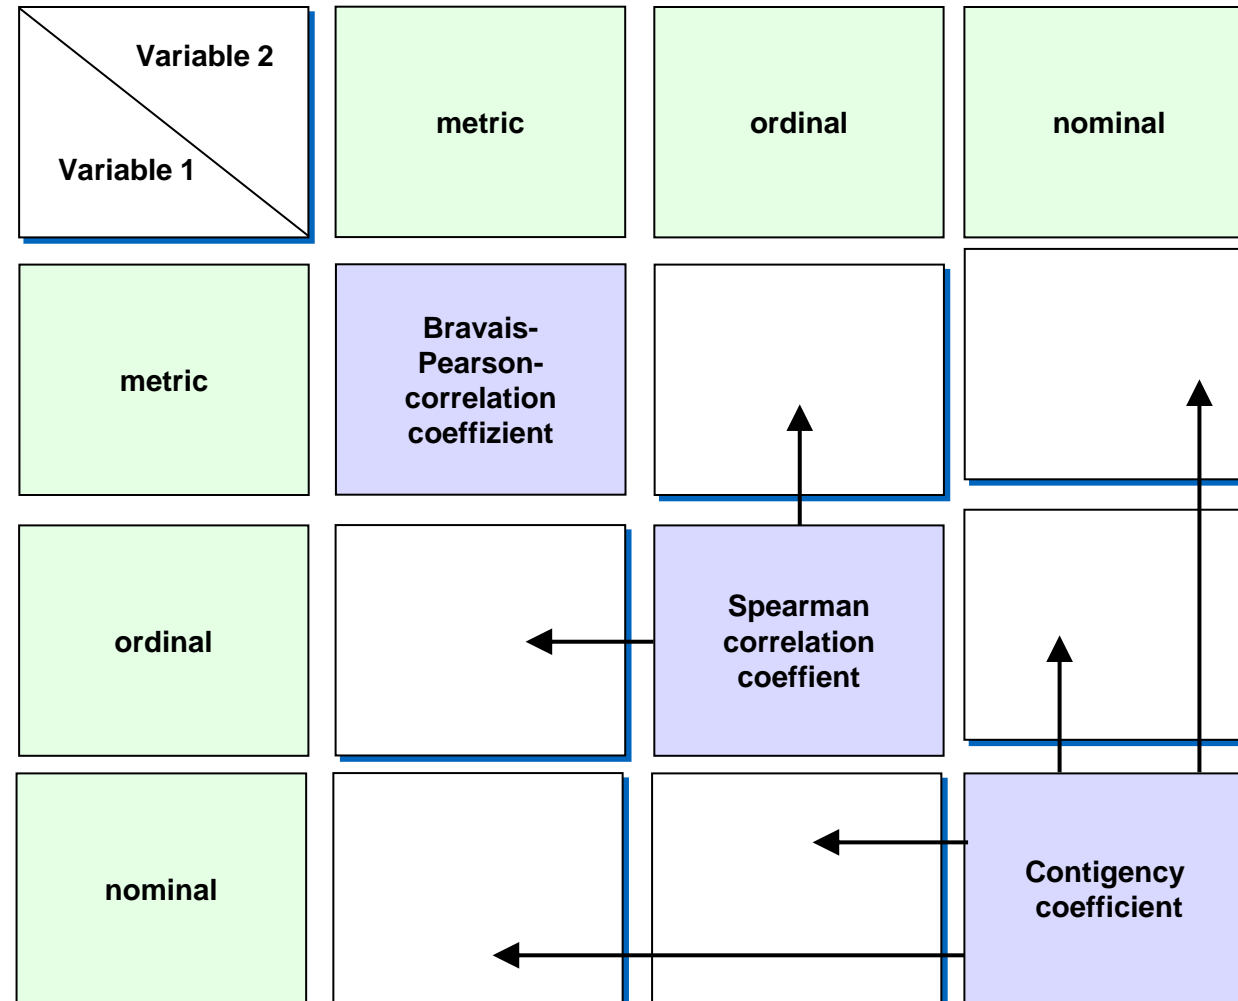 Variable 2
Variable 1
metric
ordinal
nominal
metric
Bravais-
Pearson-
correlation
coeffizient
ordinal
Spearman
correlation
coeffient
nominal
Contigency
coefficient